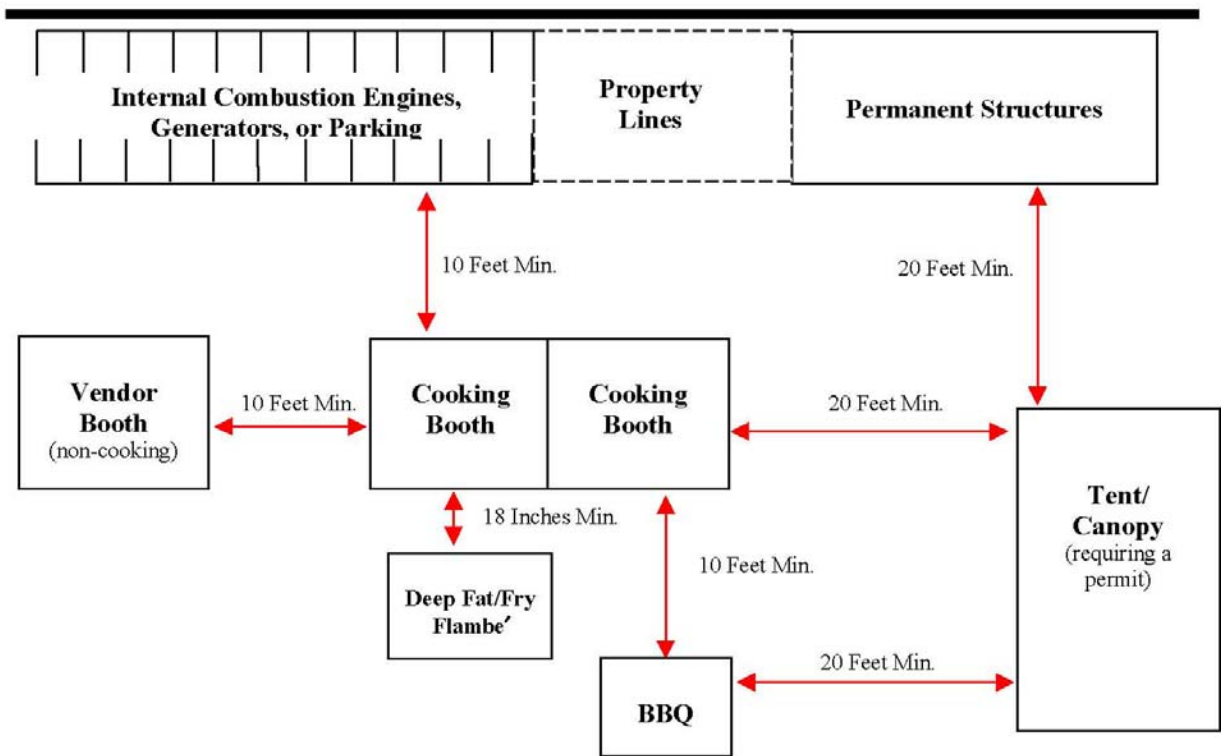 Internal Combustion Engines,
Generators, or Parking
Property
Lines
Permanent Structures
10 Feet Min.
20 Feet Min.
Vendor
Booth
(non-cooking)
10 Feet Min.
Cooking
Booth
Cooking
Booth
20 Feet Min.
Tent/
Canopy
(requiring a
permit)
18 Inches Min.
10 Feet Min.
Deep Fat/Fry
Flambe′
20 Feet Min.
BBQ